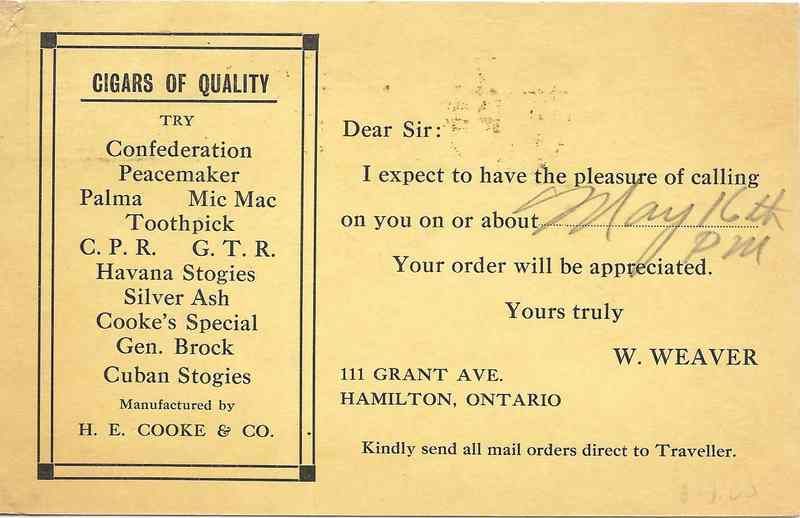 CIGARS OF QUALITY
TRY
Confederation
Peacemaker
Palma Mic Mac
Toothpick
C. P. R. G. T. R.
Havana Stogies
Silver Ash
Cooke's Special
Gen. Brock
Cuban Stogies
Manufactured by
H. E. COOKE & CO.
Dear Sir:
I expect to have the pleasure of calling
on you on or about May 16th
PM
Your order will be appreciated.
Yours truly
W. WEAVER
111 GRANT AVE.
HAMILTON, ONTARIO
Kindly send all mail orders direct to Traveller.